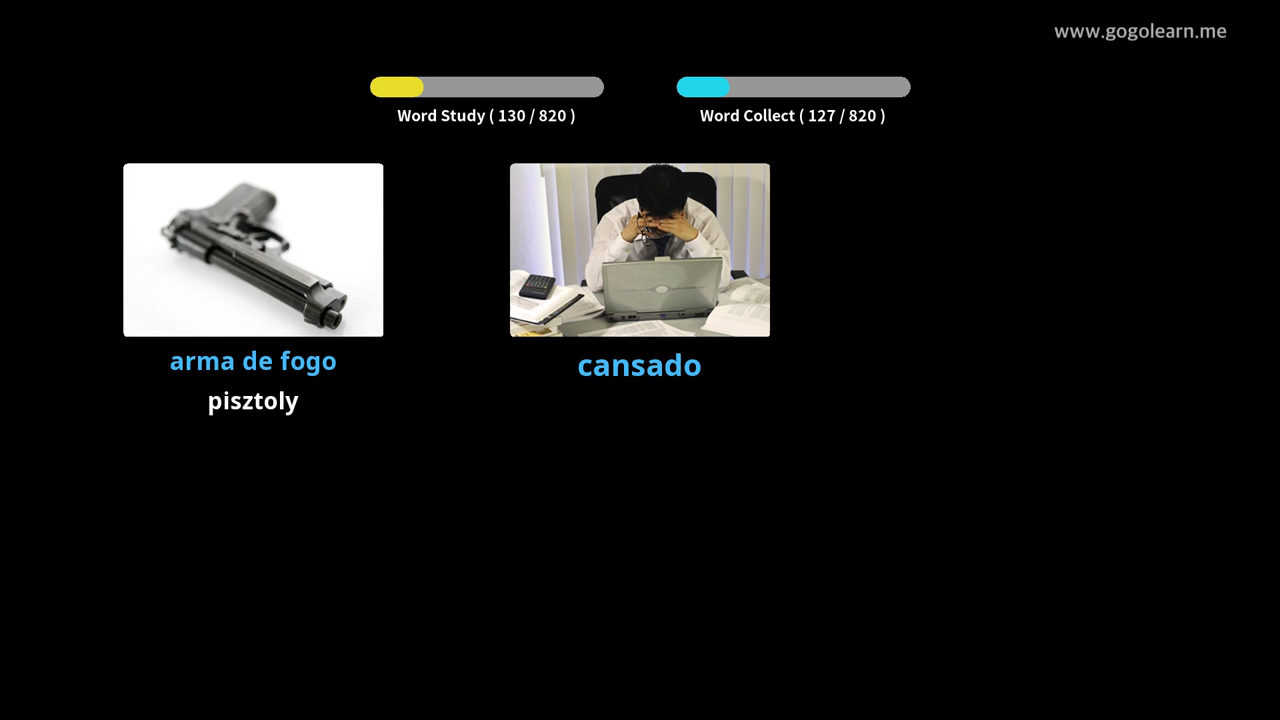 www.gogolearn.me
Word Study ( 130 / 820 )
Word Collect ( 127 / 820 )
arma de fogo
pisztoly
cansado